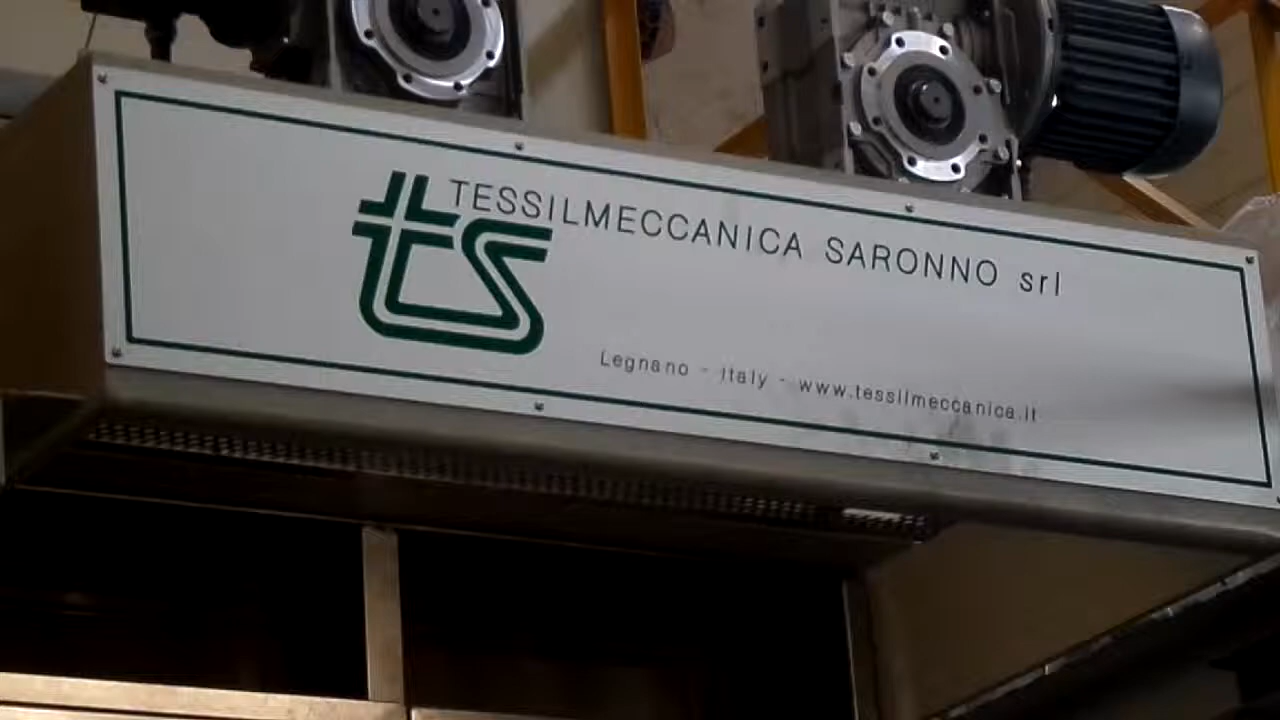 ts
TESSILMECCANICA SARONNO srl
Legnano - Italy - www.tessilmeccanica.it